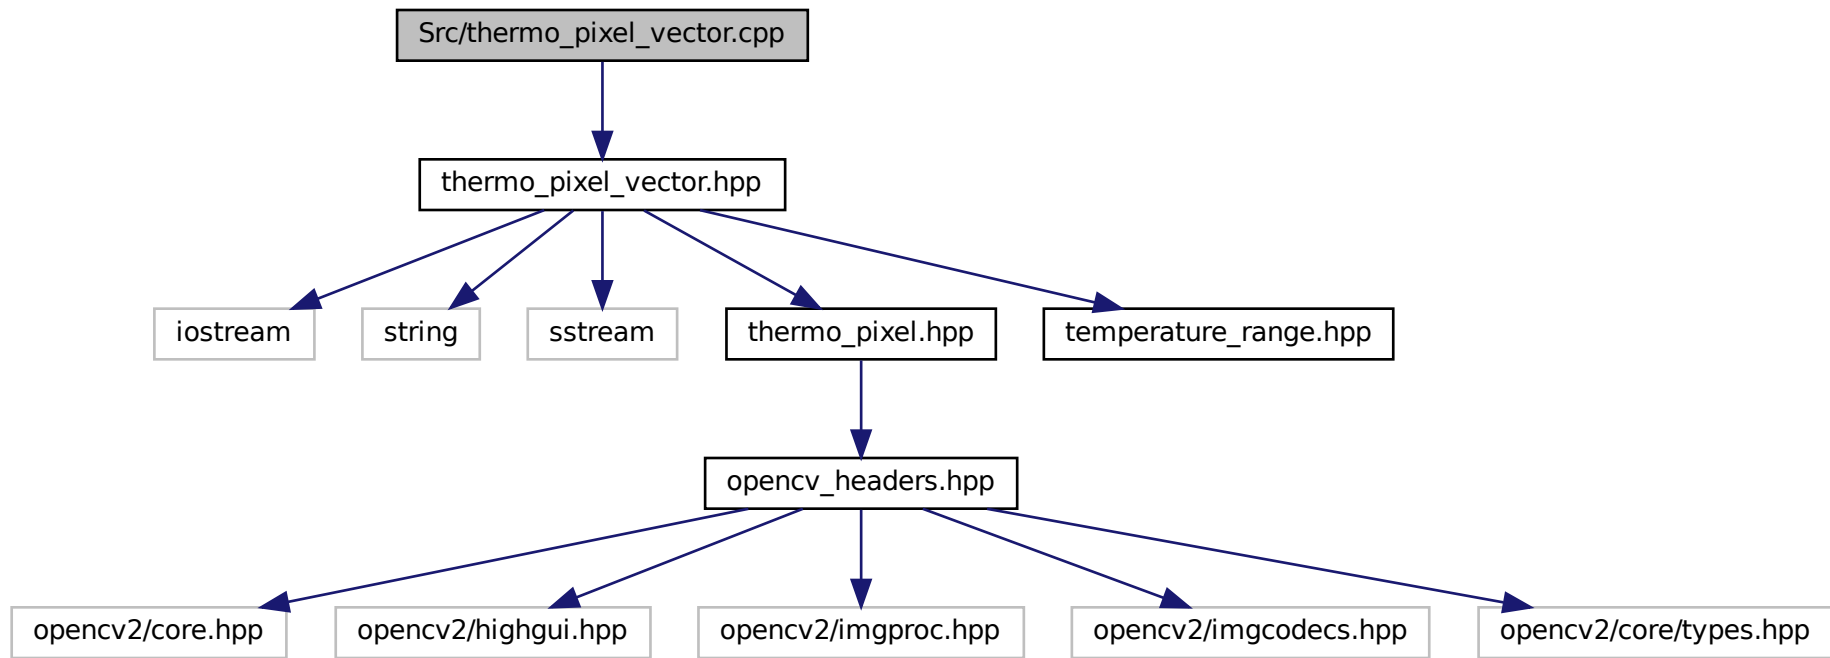 Src/thermo_pixel_vector.cpp
thermo_pixel_vector.hpp
iostream
string
sstream
thermo_pixel.hpp
temperature_range.hpp
opencv_headers.hpp
opencv2/core.hpp
opencv2/highgui.hpp
opencv2/imgproc.hpp
opencv2/imgcodecs.hpp
opencv2/core/types.hpp